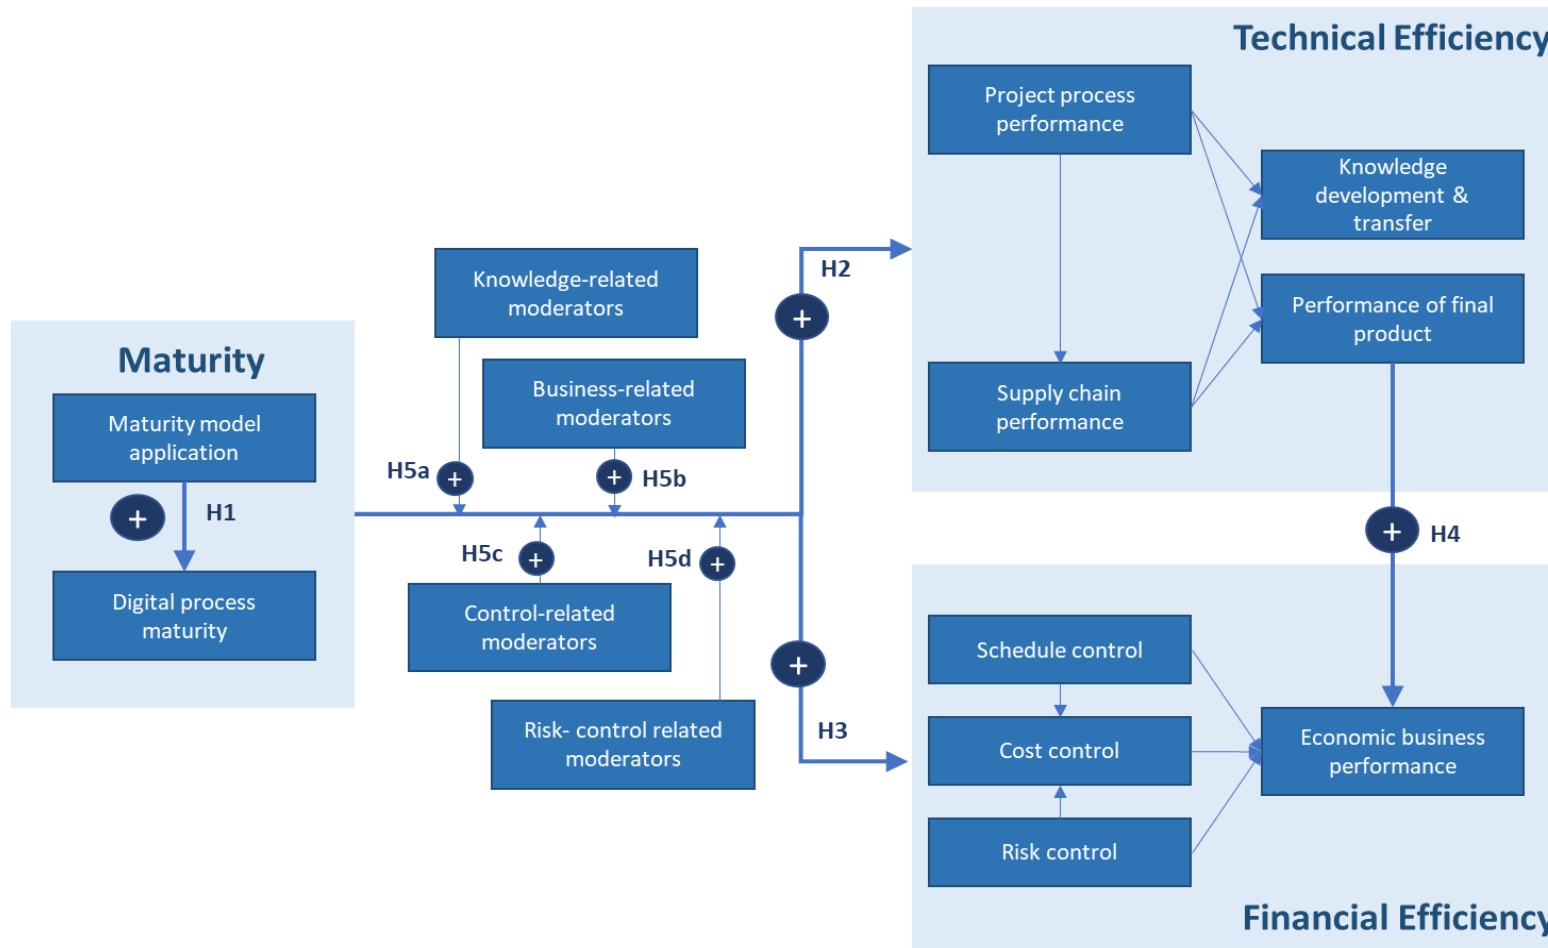 Technical Efficiency
Project process
performance
Knowledge
development & 
transfer
H2
Knowledge-related
moderators
+
Performance of final
product
Maturity
Business-related
moderators
Supply chain
performance
Maturity model
application
H5a
+
+
H5b
+
H1
+
H4
H5c
+
H5d
+
Digital process
maturity
Control-related
moderators
Schedule control
+
Risk- control related
moderators
H3
Cost control
Economic business
performance
Risk control
Financial Efficiency